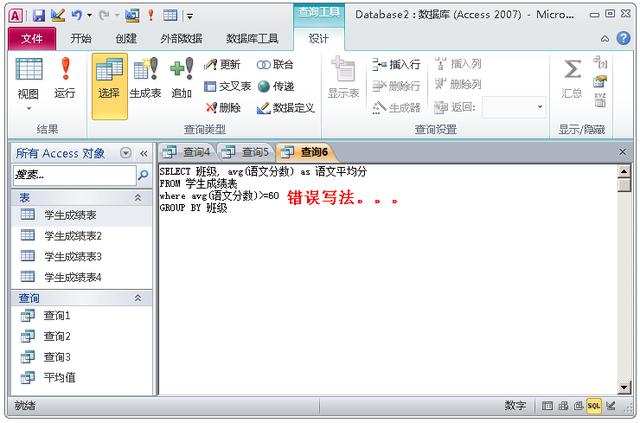 查询工具
Database2：数据库 (Access 2007) - Micro...
文件 开始 创建 外部数据 数据库工具 设计
视图 运行 选择 生成表 追加 更新 交叉表 删除 联合 传递 数据定义 显示表 插入行 删除行 生成器 插入列 删除列 返回: 汇总
结果 查询类型 查询设置 显示/隐藏
所有 Access 对象 查询4 查询5 查询6
搜索...
表
学生成绩表
学生成绩表2
学生成绩表3
学生成绩表4
查询
查询1
查询2
查询3
平均值
SELECT 班级, avg(语文分数) as 语文平均分
FROM 学生成绩表
where avg(语文分数)>=60 错误写法。。。
GROUP BY 班级
就绪 数字 SQL